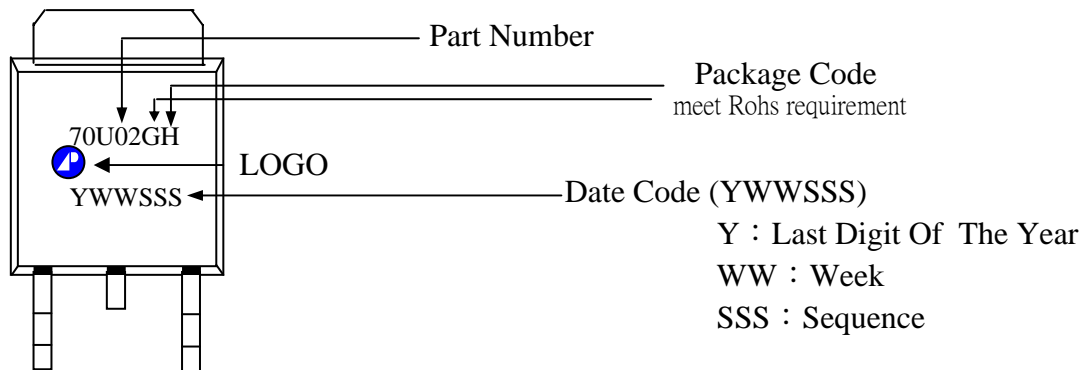 Part Number
Package Code
meet Rohs requirement
70U02GH
LOGO
YWWSSS
Date Code (YWWSSS)
Y：Last Digit Of The Year
WW：Week
SSS：Sequence